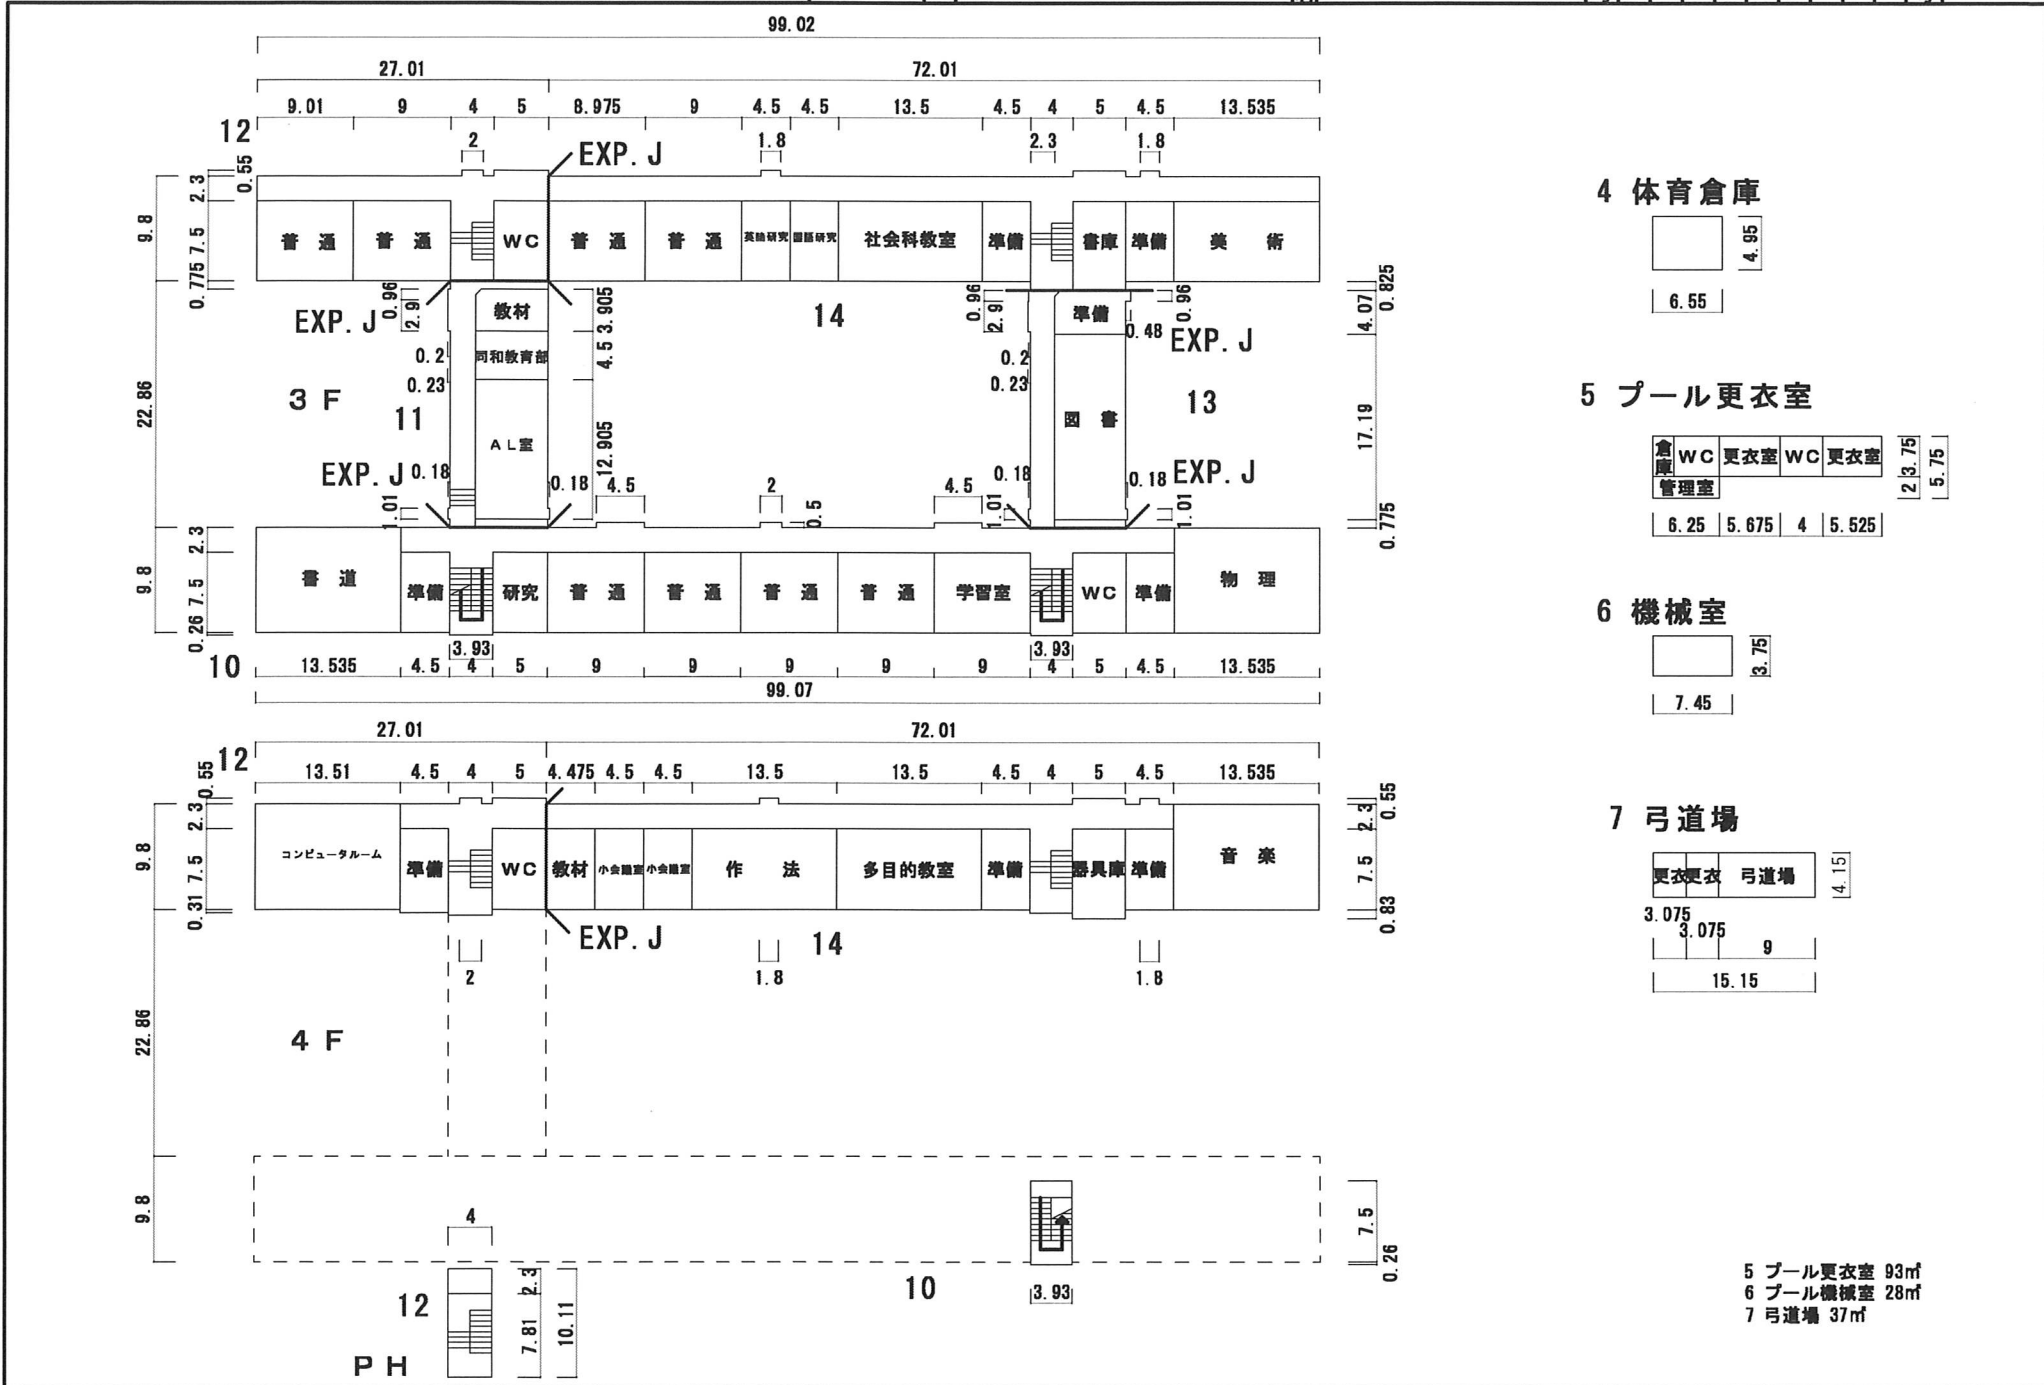 99.02
27.01 72.01
9.01 9 4 5 8.975 9 4.5 4.5 13.5 4.5 4 5 4.5 13.535
12 2 1.8 2.3 1.8
EXP. J
0.55
2.3
9.8
7.5
0.775
普通 普通 WC 普通 普通 英語研究 国語研究 社会科教室 準備 書庫 準備 美術
0.96
2.9
EXP. J
教材
3.905
14
0.96
2.9
準備
0.96
0.48
EXP. J
4.07
0.825
0.2
同和教育部
4.5
0.2
0.23
0.23
3 F
11
22.86
AL室
12.905
図書
13
17.19
EXP. J 0.18
0.18
4.5 2 4.5
0.5
0.18
0.18
EXP. J
1.01
1.01
1.01
0.775
2.3
9.8
7.5
0.26
書道 準備 研究 普通 普通 普通 普通 学習室 WC 準備 物理
3.93 3.93
10 13.535 4.5 4 5 9 9 9 9 9 4 5 4.5 13.535
99.07
27.01 72.01
12
13.51 4.5 4 5 4.475 4.5 4.5 13.5 13.5 4.5 4 5 4.5 13.535
0.55
2.3
9.8
7.5
0.31
コンピュータルーム 準備 WC 教材 小会議室 小会議室 作法 多目的教室 準備 器具庫 準備 音楽
0.55
2.3
7.5
0.83
EXP. J
14
2 1.8 1.8
22.86
4 F
9.8
4
7.5
0.26
10
3.93
12
2.3
7.81
10.11
PH
4 体育倉庫
4.95
6.55
5 プール更衣室
倉庫 WC 更衣室 WC 更衣室
管理室
3.75
2
5.75
6.25 5.675 4 5.525
6 機械室
3.75
7.45
7 弓道場
更衣 更衣 弓道場
4.15
3.075
3.075
9
15.15
5 プール更衣室 93㎡
6 プール機械室 28㎡
7 弓道場 37㎡